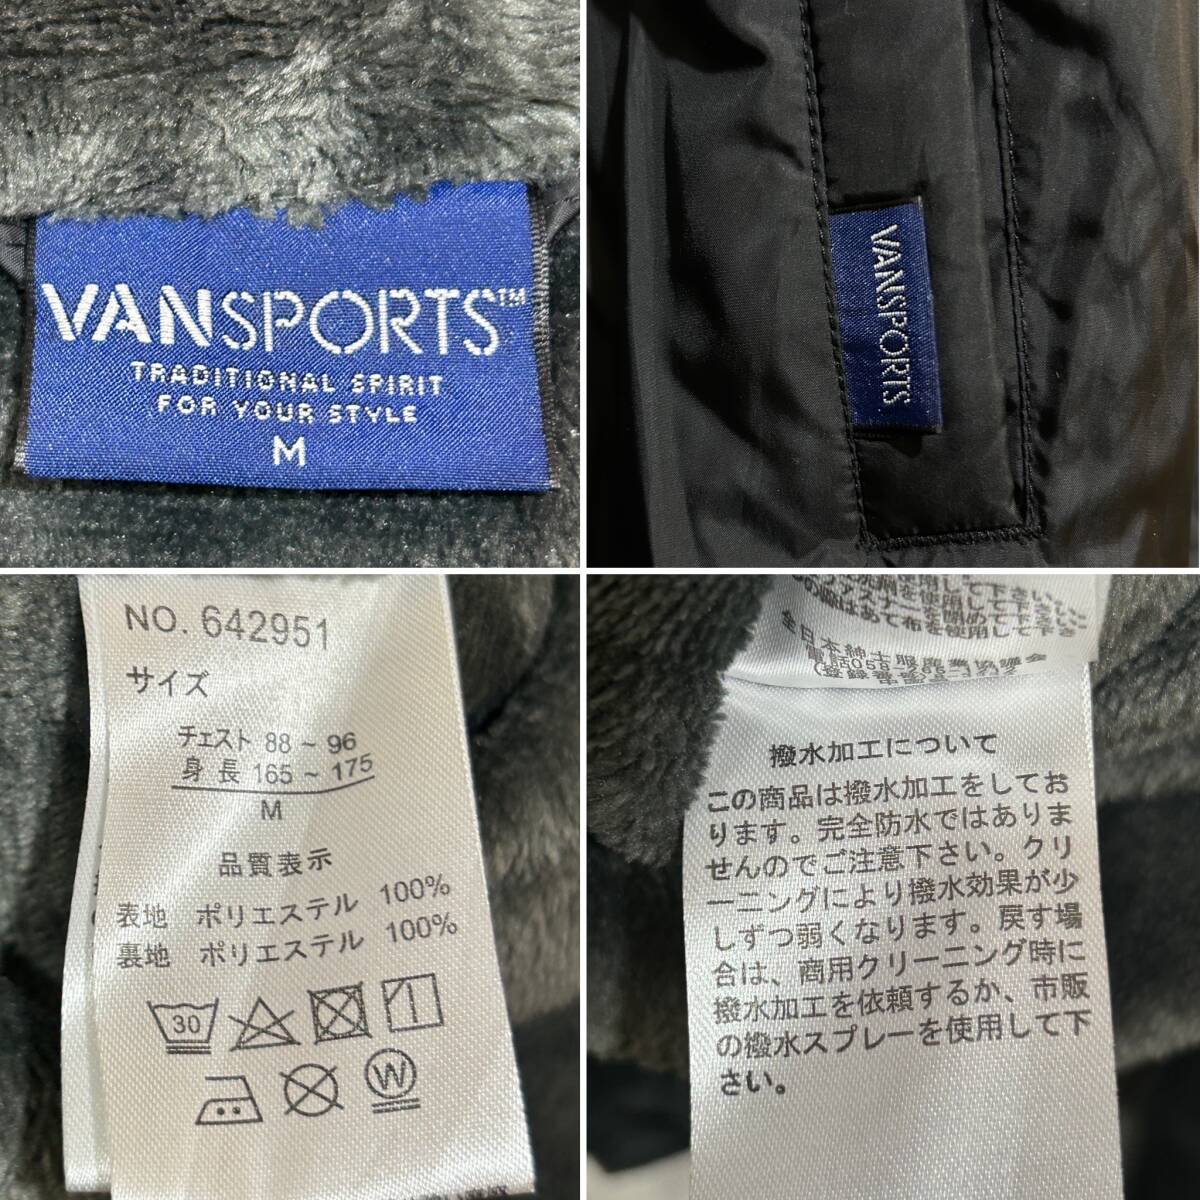 VANSPORTS™
TRADITIONAL SPIRIT
FOR YOUR STYLE
M
VANSPORTS
NO. 642951
サイズ
チェスト 88 ~ 96
身 長 165 ~ 175
M
品質表示
表地 ポリエステル 100%
裏地 ポリエステル 100%
30
W
全日本紳士服
撥水加工について
この商品は撥水加工をしてお
ります。完全防水ではありま
せんのでご注意下さい。クリ
ーニングにより撥水効果が少
しずつ弱くなります。戻す場
合は、商用クリーニング時に
撥水加工を依頼するか、市販
の撥水スプレーを使用して下
さい。